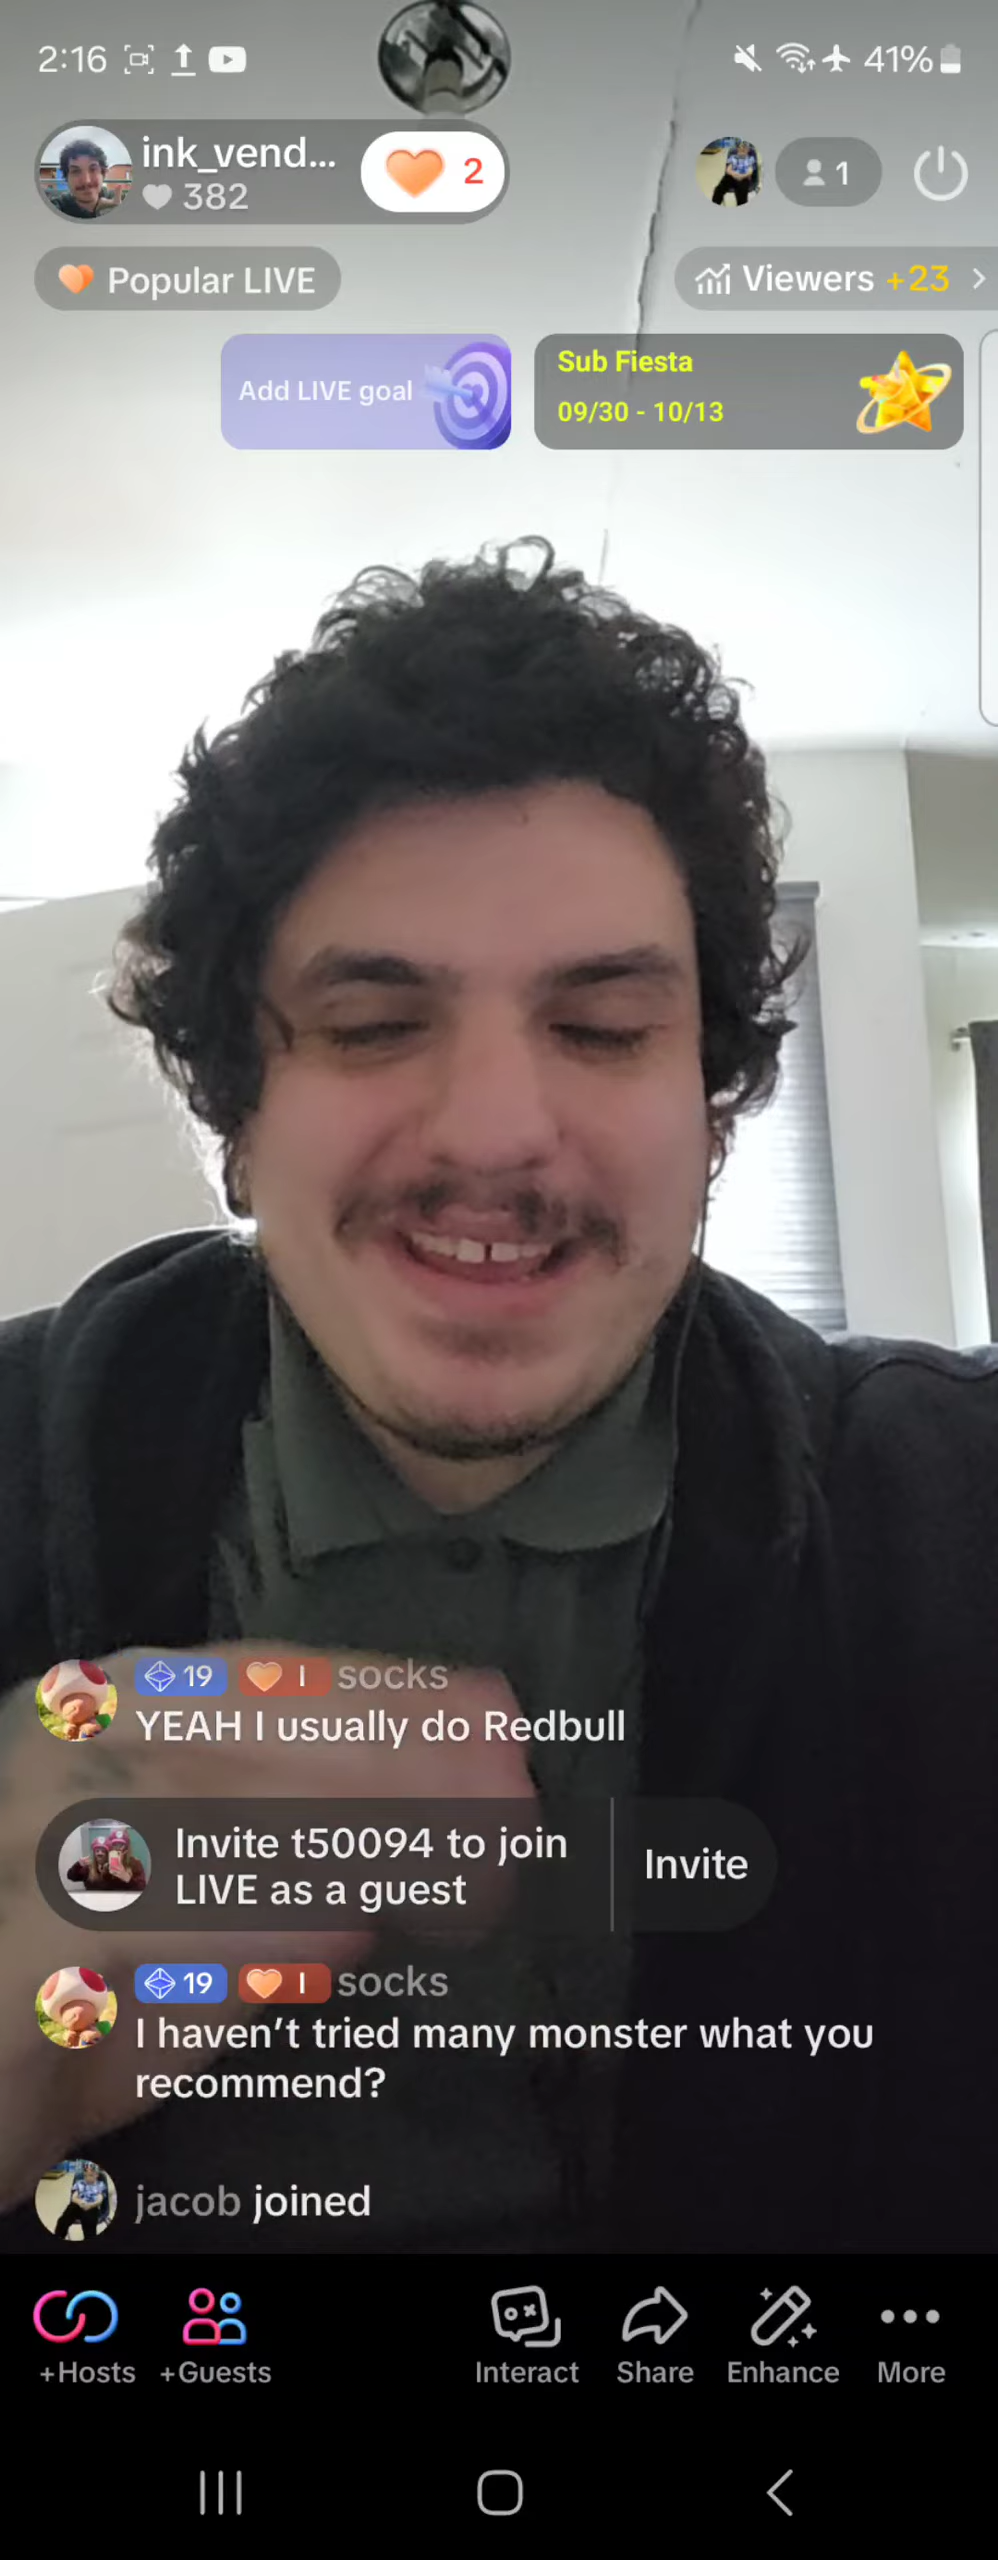 2:16
41%
ink_vend...
382
2
1
Popular LIVE
Viewers +23 >
Add LIVE goal
Sub Fiesta
09/30 - 10/13
19 I socks
YEAH I usually do Redbull
Invite t50094 to join
LIVE as a guest
Invite
19 I socks
I haven’t tried many monster what you
recommend?
jacob joined
+Hosts
+Guests
Interact
Share
Enhance
More